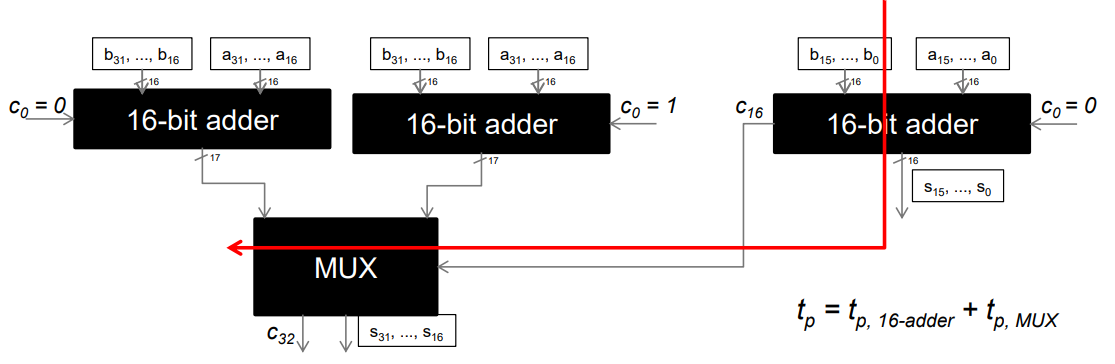 b31, ..., b16
a31, ..., a16
b31, ..., b16
a31, ..., a16
b15, ..., b0
a15, ..., a0
16
16
16
16
16
16
c0 = 0
16-bit adder
16-bit adder
c0 = 1
c16
16-bit adder
c0 = 0
17
17
16
s15, ..., s0
MUX
c32
s31, ..., s16
tp = tp, 16-adder + tp, MUX